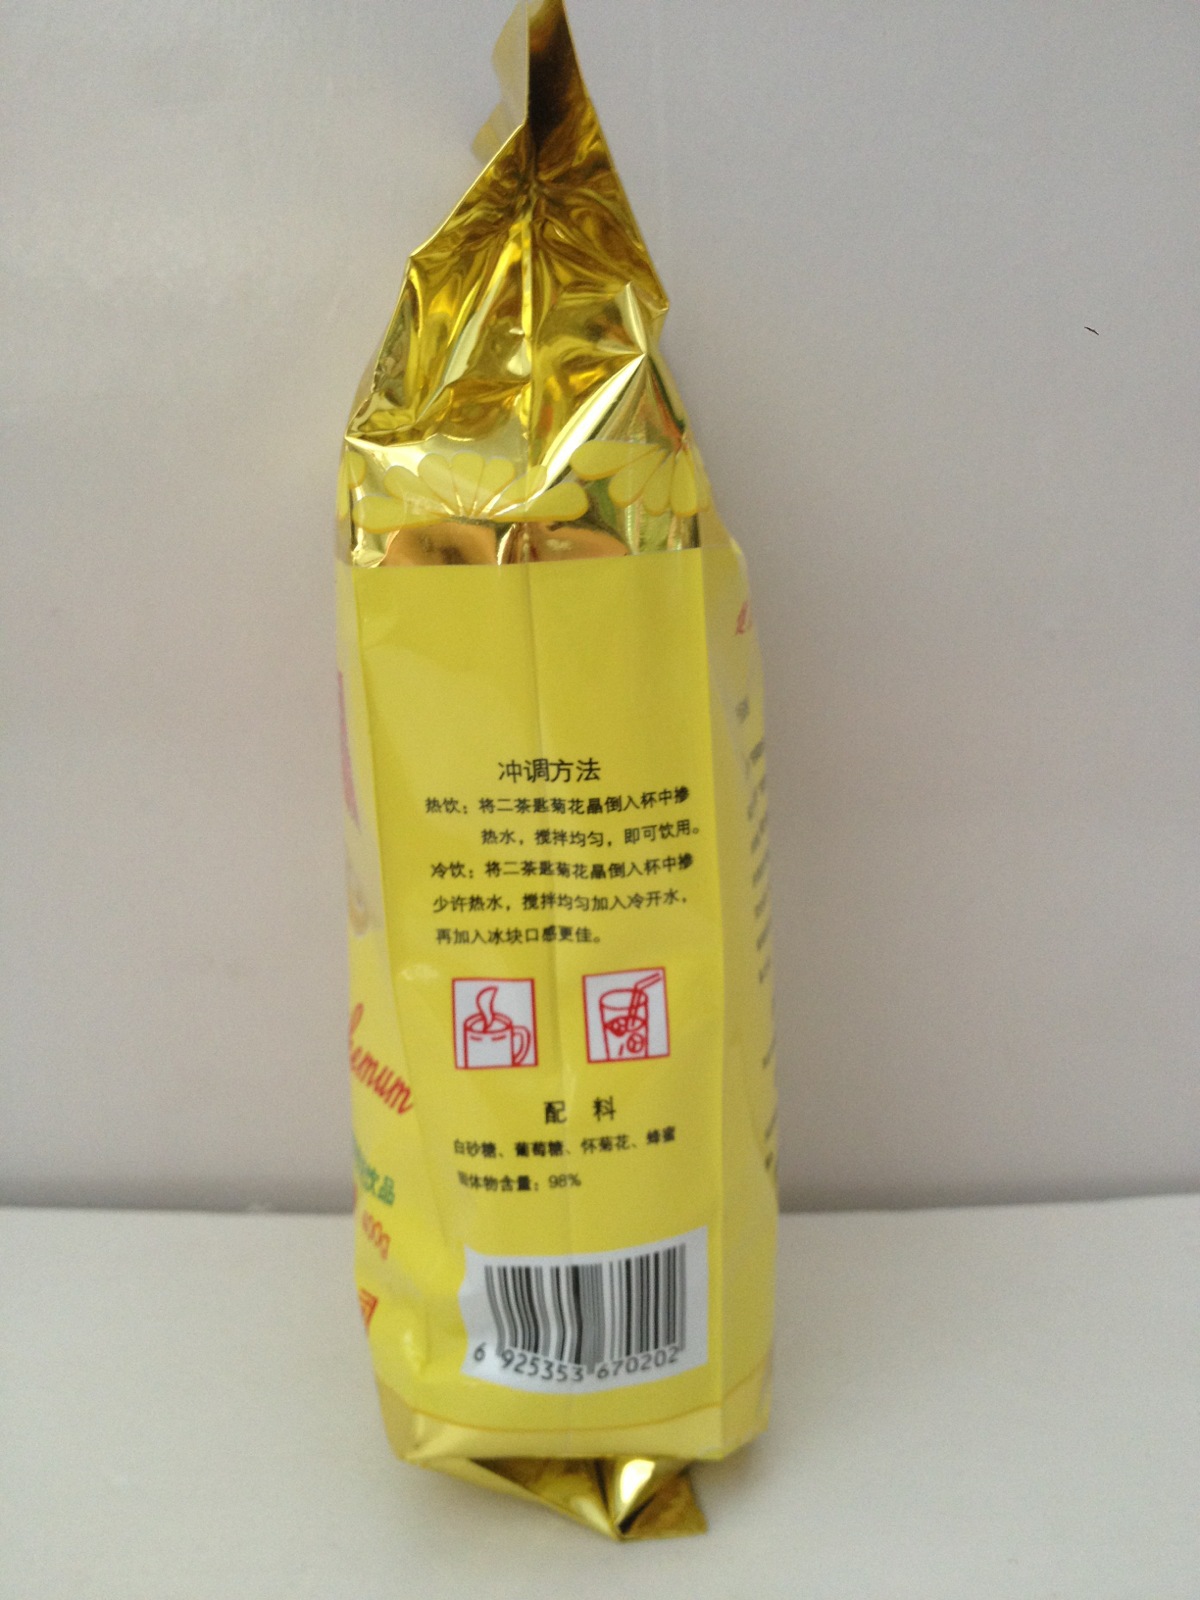 冲调方法
热饮：将二茶匙菊花晶倒入杯中掺
热水，搅拌均匀，即可饮用。
冷饮：将二茶匙菊花晶倒入杯中掺
少许热水，搅拌均匀加入冷开水，
再加入冰块口感更佳。
配 料
白砂糖、葡萄糖、怀菊花、蜂蜜
固体物含量：98%
6 925353 670202
hemum
饮品
400g